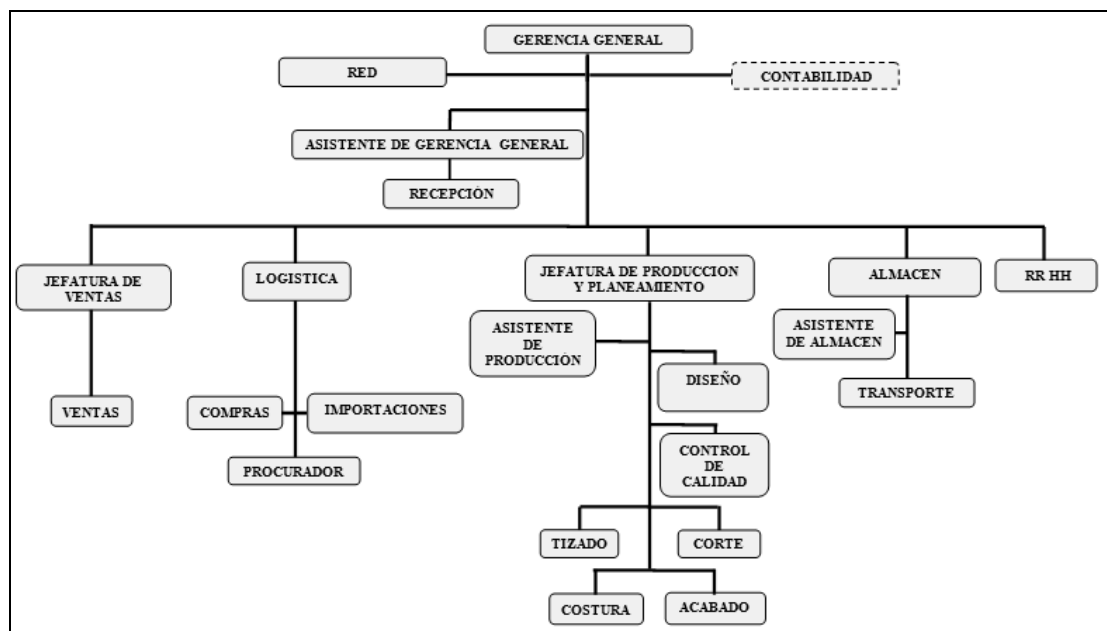 GERENCIA GENERAL
RED
CONTABILIDAD
ASISTENTE DE GERENCIA GENERAL
RECEPCIÓN
JEFATURA DE
VENTAS
LOGISTICA
JEFATURA DE PRODUCCION
Y PLANEAMIENTO
ALMACEN
RR HH
ASISTENTE
DE
PRODUCCIÓN
ASISTENTE
DE ALMACEN
DISEÑO
TRANSPORTE
VENTAS
COMPRAS
IMPORTACIONES
PROCURADOR
CONTROL
DE
CALIDAD
TIZADO
CORTE
COSTURA
ACABADO